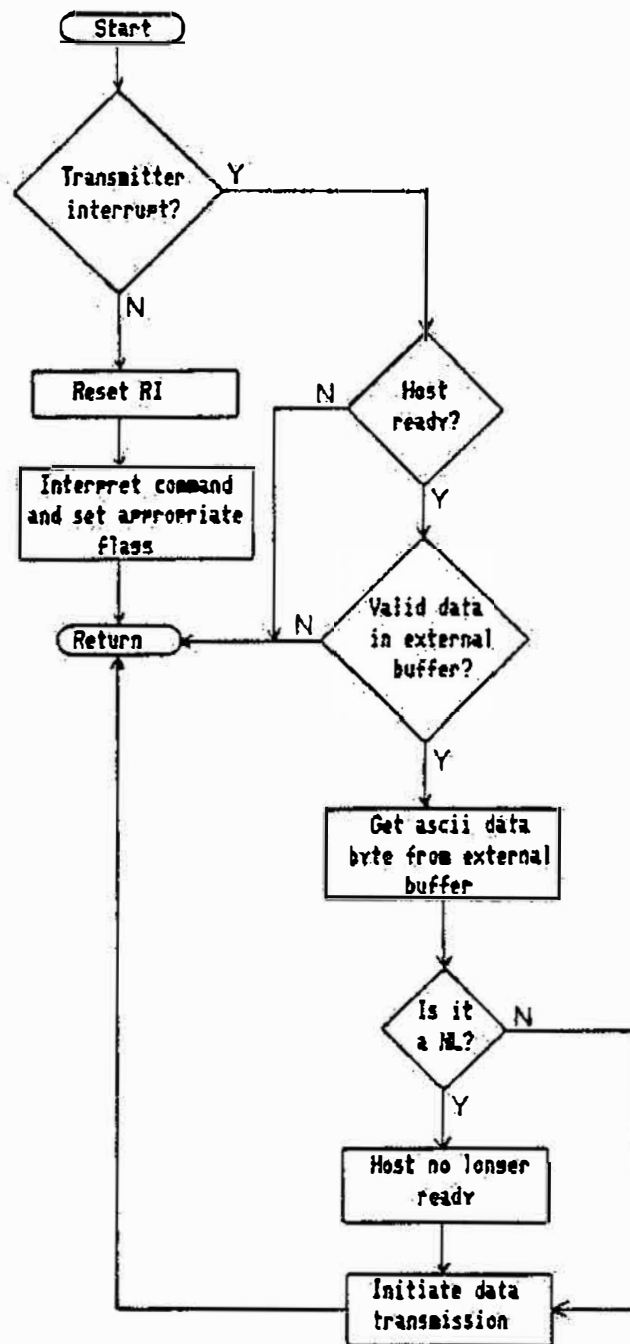 Start
Transmitter
interrupt?
Y
N
Reset RI
Host
ready?
N
Y
Interpret command
and set appropriate
flags
Return
N
Valid data
in external
buffer?
Y
Get ascii data
byte from external
buffer
Is it
a NL?
N
Y
Host no longer
ready
Initiate data
transmission